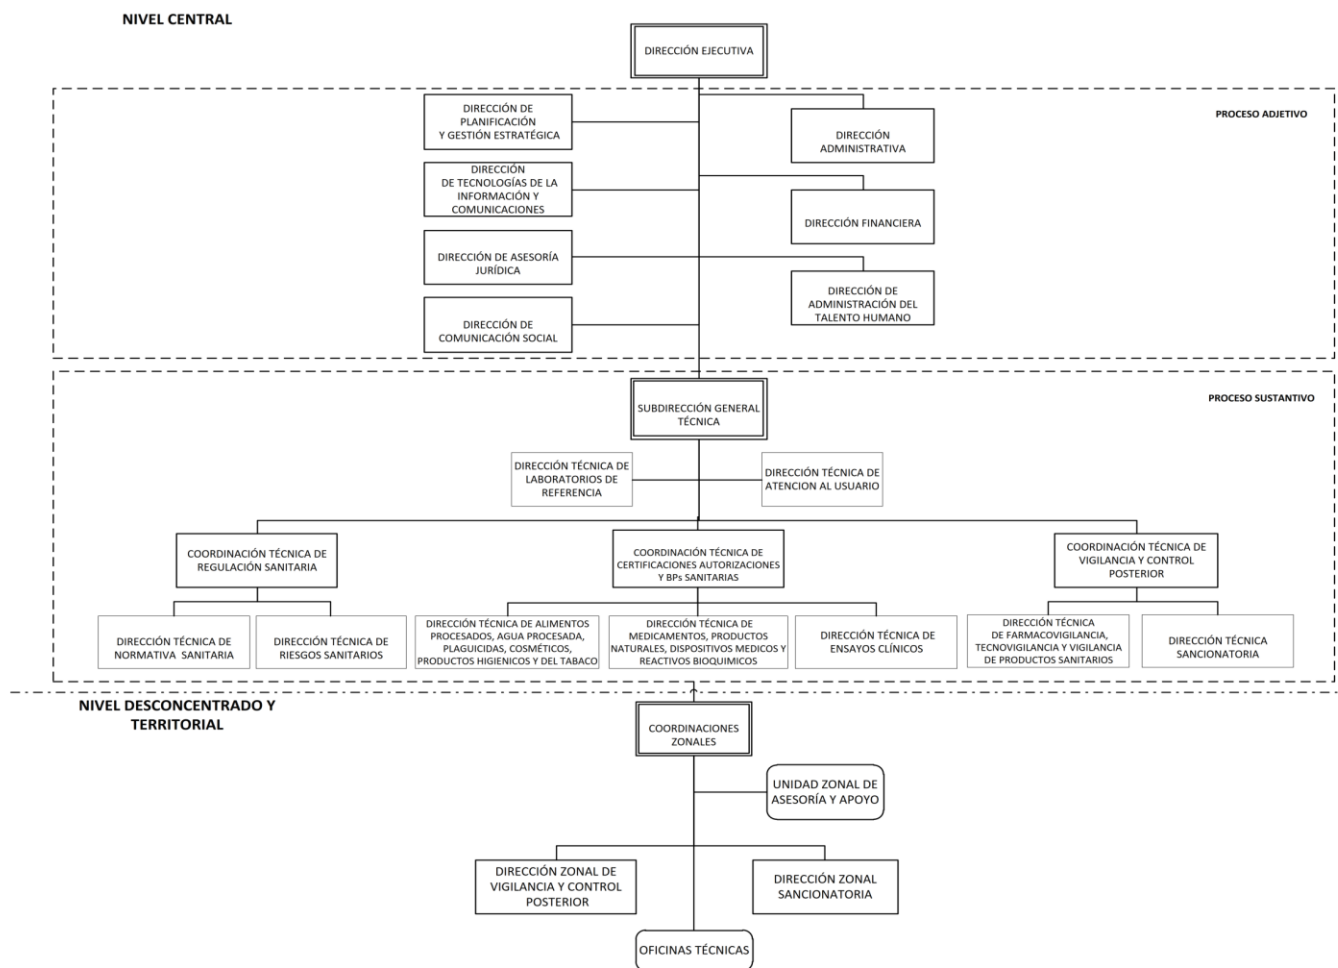 NIVEL CENTRAL
DIRECCIÓN EJECUTIVA
PROCESO ADJETIVO
DIRECCIÓN DE
PLANIFICACIÓN
Y GESTIÓN ESTRATÉGICA
DIRECCIÓN
ADMINISTRATIVA
DIRECCIÓN
DE TECNOLOGÍAS DE LA
INFORMACIÓN Y
COMUNICACIONES
DIRECCIÓN FINANCIERA
DIRECCIÓN DE ASESORÍA
JURÍDICA
DIRECCIÓN DE
ADMINISTRACIÓN DEL
TALENTO HUMANO
DIRECCIÓN DE
COMUNICACIÓN SOCIAL
PROCESO SUSTANTIVO
SUBDIRECCIÓN GENERAL
TÉCNICA
DIRECCIÓN TÉCNICA DE
LABORATORIOS DE
REFERENCIA
DIRECCIÓN TÉCNICA DE
ATENCION AL USUARIO
COORDINACIÓN TÉCNICA DE
REGULACIÓN SANITARIA
COORDINACIÓN TÉCNICA DE
CERTIFICACIONES AUTORIZACIONES
Y BPs SANITARIAS
COORDINACIÓN TÉCNICA DE
VIGILANCIA Y CONTROL
POSTERIOR
DIRECCIÓN TÉCNICA DE
NORMATIVA SANITARIA
DIRECCIÓN TÉCNICA DE
RIESGOS SANITARIOS
DIRECCIÓN TÉCNICA DE ALIMENTOS
PROCESADOS, AGUA PROCESADA,
PLAGUICIDAS, COSMÉTICOS,
PRODUCTOS HIGIENICOS Y DEL TABACO
DIRECCIÓN TÉCNICA DE
MEDICAMENTOS, PRODUCTOS
NATURALES, DISPOSITIVOS MEDICOS Y
REACTIVOS BIOQUIMICOS
DIRECCIÓN TÉCNICA DE
ENSAYOS CLÍNICOS
DIRECCIÓN TÉCNICA
DE FARMACOVIGILANCIA,
TECNOVIGILANCIA Y VIGILANCIA
DE PRODUCTOS SANITARIOS
DIRECCIÓN TÉCNICA
SANCIONATORIA
NIVEL DESCONCENTRADO Y
TERRITORIAL
COORDINACIONES
ZONALES
UNIDAD ZONAL DE
ASESORÍA Y APOYO
DIRECCIÓN ZONAL DE
VIGILANCIA Y CONTROL
POSTERIOR
DIRECCIÓN ZONAL
SANCIONATORIA
OFICINAS TÉCNICAS